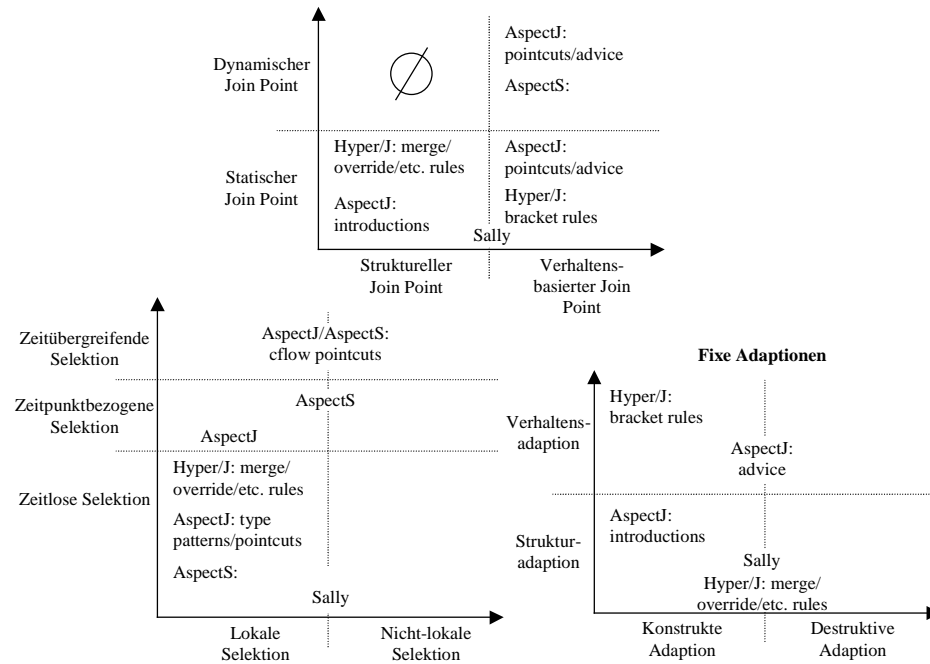 Dynamischer
Join Point
AspectJ:
pointcuts/advice
AspectS:
Statischer
Join Point
Hyper/J: merge/
override/etc. rules
AspectJ:
introductions
AspectJ:
pointcuts/advice
Hyper/J:
bracket rules
Sally
Struktureller
Join Point
Verhaltens-
basierter Join
Point
Zeitübergreifende
Selektion
AspectJ/AspectS:
cflow pointcuts
Zeitpunktbezogene
Selektion
AspectS
AspectJ
Zeitlose Selektion
Hyper/J: merge/
override/etc. rules
AspectJ: type
patterns/pointcuts
AspectS:
Sally
Lokale
Selektion
Nicht-lokale
Selektion
Fixe Adaptionen
Verhaltens-
adaption
Hyper/J:
bracket rules
AspectJ:
advice
Struktur-
adaption
AspectJ:
introductions
Sally
Hyper/J: merge/
override/etc. rules
Konstrukte
Adaption
Destruktive
Adaption